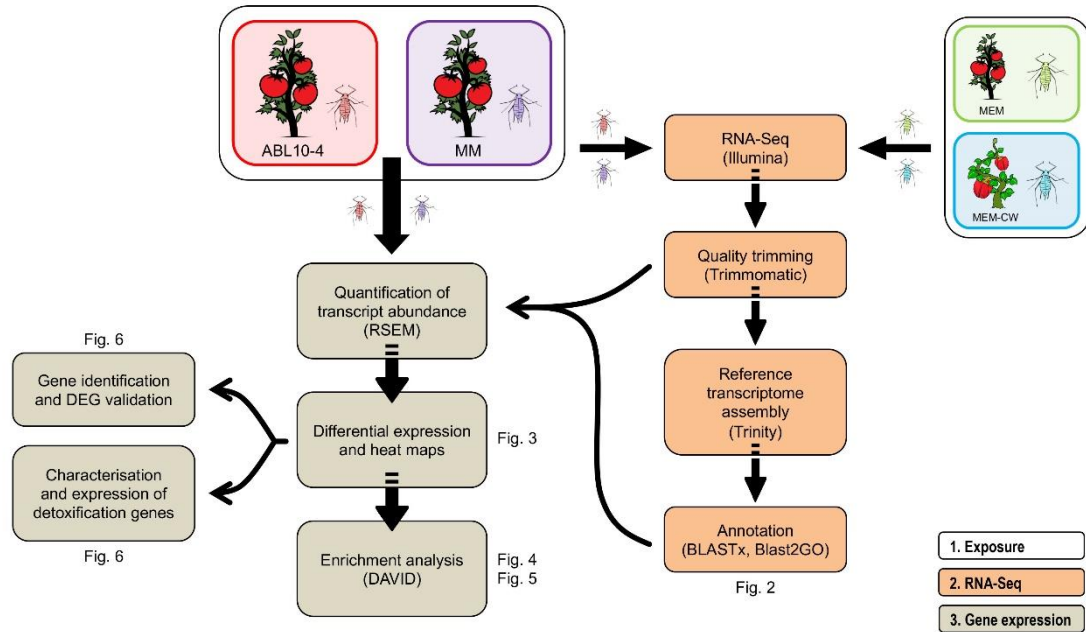 ABL10-4
MM
MEM
MEM-CW
RNA-Seq
(Illumina)
Quality trimming
(Trimmomatic)
Reference
transcriptome
assembly
(Trinity)
Annotation
(BLASTx, Blast2GO)
Fig. 2
Quantification of
transcript abundance
(RSEM)
Differential expression
and heat maps
Fig. 3
Enrichment analysis
(DAVID)
Fig. 4
Fig. 5
Fig. 6
Gene identification
and DEG validation
Characterisation
and expression of
detoxification genes
Fig. 6
1. Exposure
2. RNA-Seq
3. Gene expression